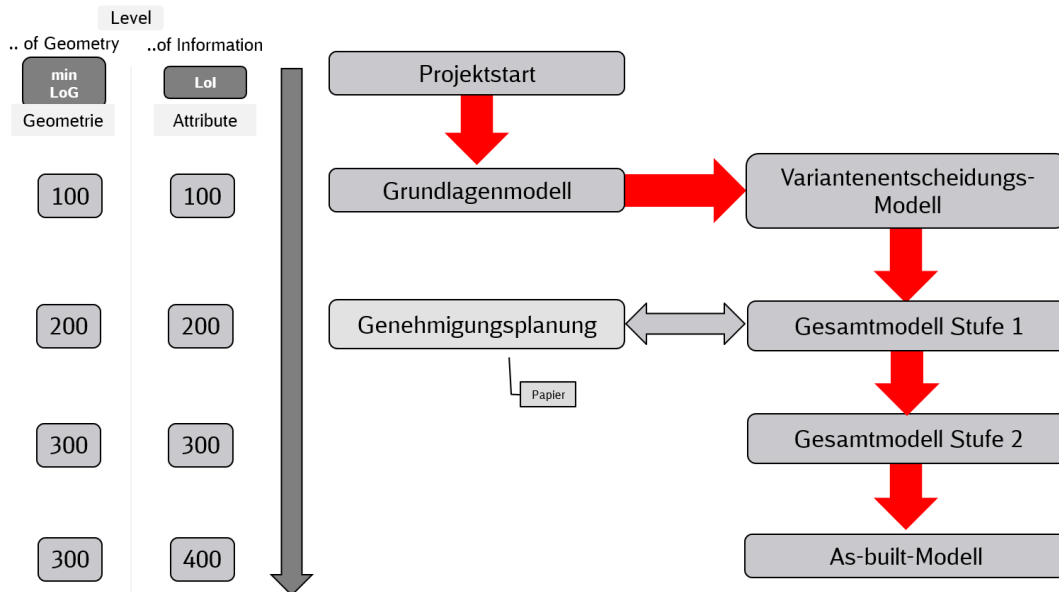 Level
.. of Geometry
..of Information
min
LoG
LoI
Geometrie
Attribute
Projektstart
100
100
Grundlagenmodell
Variantenentscheidungs-
Modell
200
200
Genehmigungsplanung
Gesamtmodell Stufe 1
Papier
300
300
Gesamtmodell Stufe 2
300
400
As-built-Modell